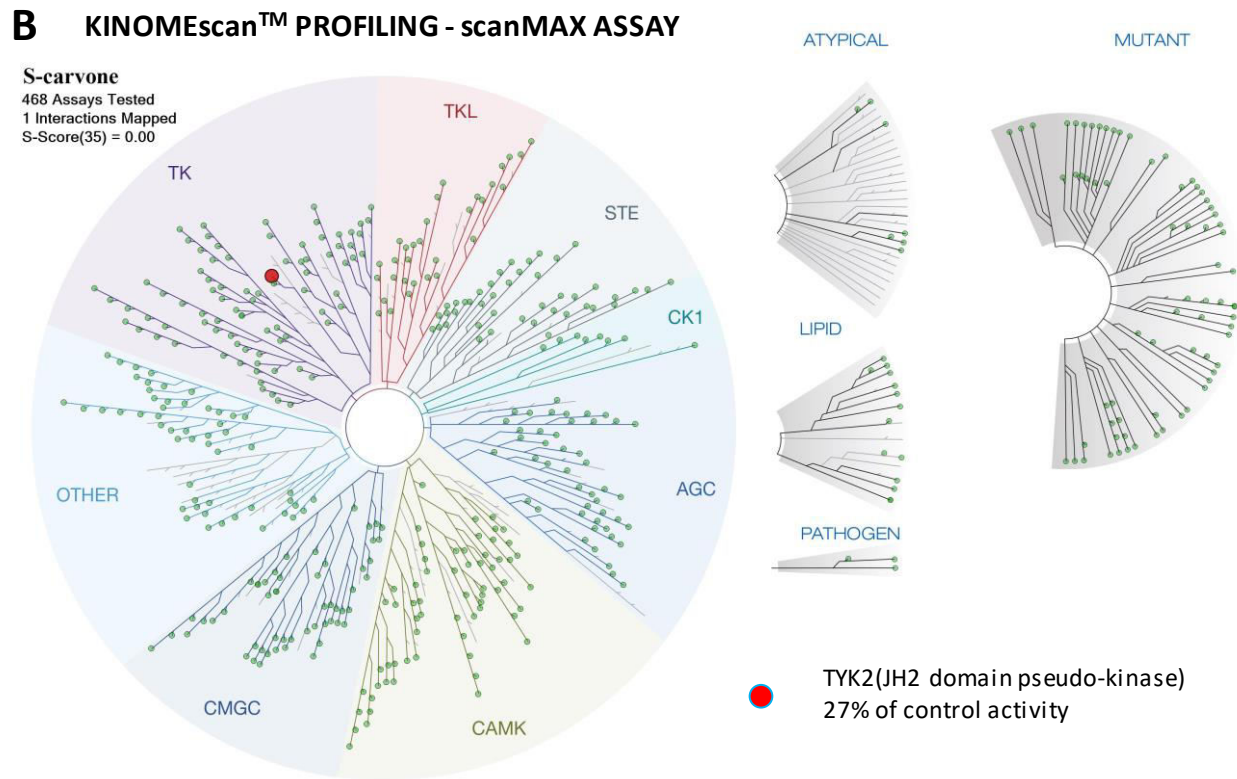 B KINOMEscan™ PROFILING - scanMAX ASSAY
S-carvone
468 Assays Tested
1 Interactions Mapped
S-Score(35) = 0.00
TKL
TK
STE
CK1
AGC
OTHER
CMGC
CAMK
ATYPICAL
MUTANT
LIPID
PATHOGEN
TYK2(JH2 domain pseudo-kinase)
27% of control activity